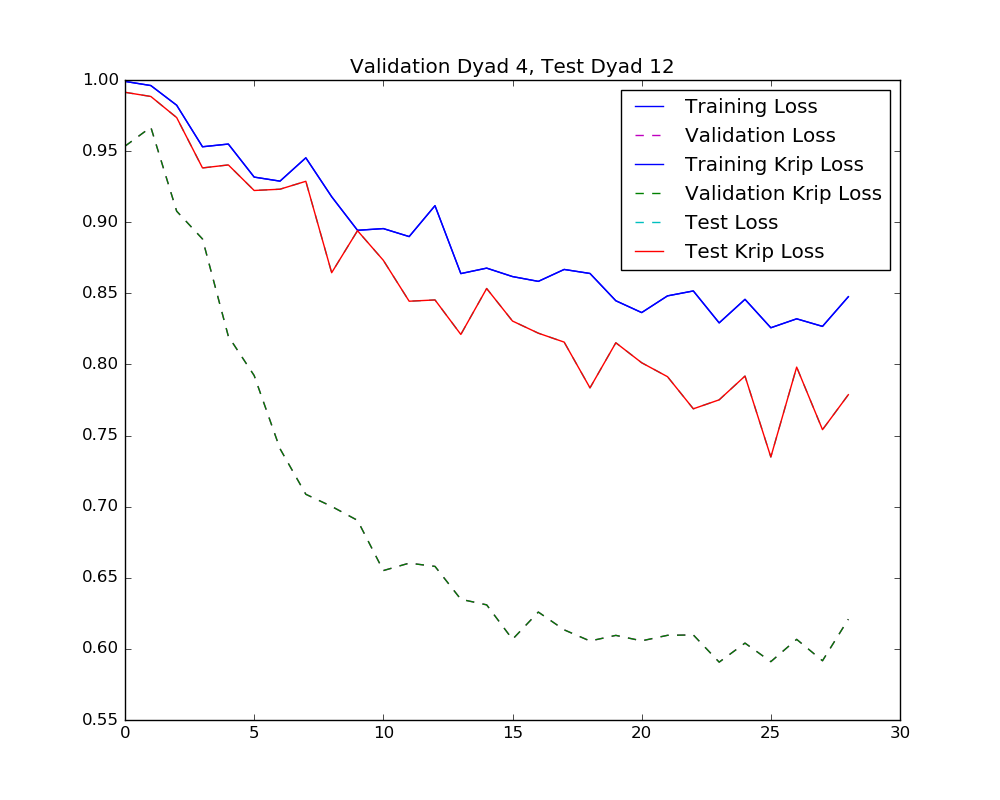 Validation Dyad 4, Test Dyad 12
1.00
0.95
0.90
0.85
0.80
0.75
0.70
0.65
0.60
0.55
Training Loss
Validation Loss
Training Krip Loss
Validation Krip Loss
Test Loss
Test Krip Loss
0 5 10 15 20 25 30